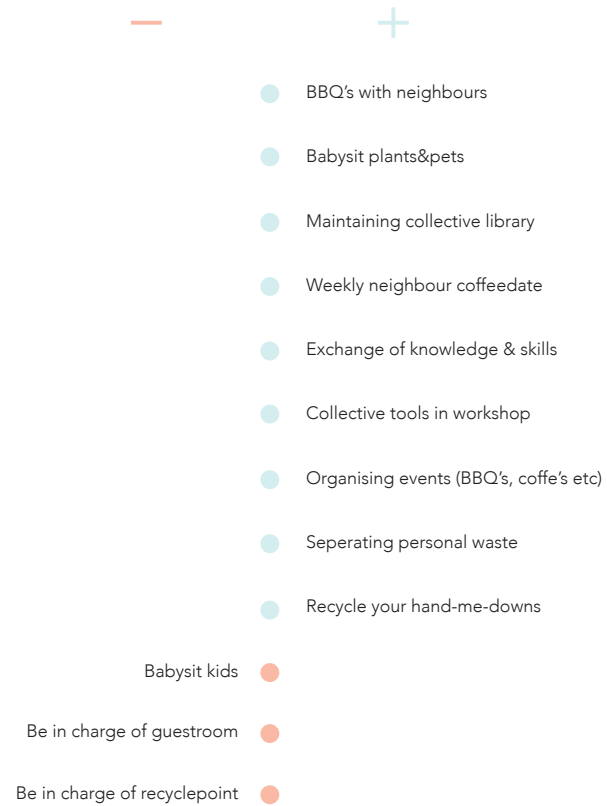 — +
BBQ's with neighbours
Babysit plants&pets
Maintaining collective library
Weekly neighbour coffeedate
Exchange of knowledge & skills
Collective tools in workshop
Organising events (BBQ's, coffe's etc)
Seperating personal waste
Recycle your hand-me-downs
Babysit kids
Be in charge of guestroom
Be in charge of recyclepoint